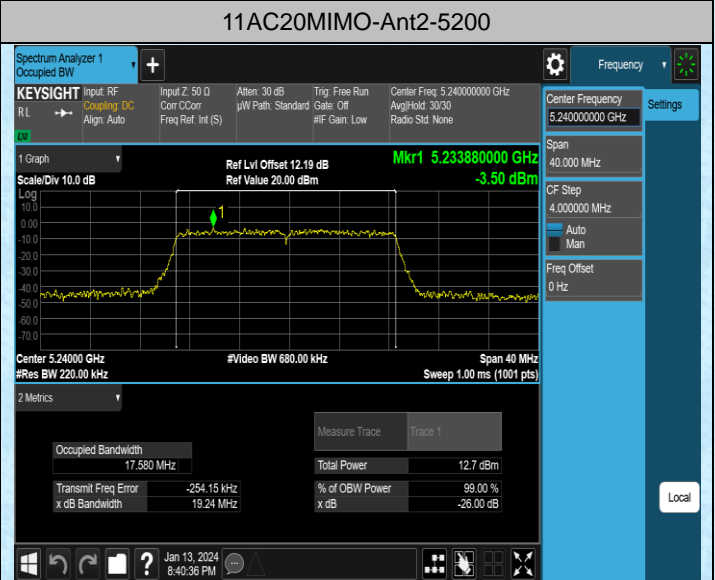 11AC20MIMO-Ant2-5200
Spectrum Analyzer 1
Occupied BW
+
Frequency
KEYSIGHT
RL
LXI
Input: RF
Coupling: DC
Align: Auto
Input Z: 50 Ω
Corr CCorr
Freq Ref: Int (S)
Atten: 30 dB
µW Path: Standard
Trig: Free Run
Gate: Off
#IF Gain: Low
Center Freq: 5.240000000 GHz
Avg|Hold: 30/30
Radio Std: None
Center Frequency
5.240000000 GHz
Settings
Span
40.000 MHz
CF Step
4.000000 MHz
Auto
Man
Freq Offset
0 Hz
1 Graph
Ref Lvl Offset 12.19 dB
Mkr1 5.233880000 GHz
Scale/Div 10.0 dB
Ref Value 20.00 dBm
-3.50 dBm
Log
10.0
0.00
-10.0
-20.0
-30.0
-40.0
-50.0
-60.0
-70.0
1
Center 5.24000 GHz
#Video BW 680.00 kHz
Span 40 MHz
#Res BW 220.00 kHz
Sweep 1.00 ms (1001 pts)
2 Metrics
Measure Trace
Trace 1
Occupied Bandwidth
17.580 MHz
Total Power
12.7 dBm
Transmit Freq Error
-254.15 kHz
% of OBW Power
99.00 %
x dB Bandwidth
19.24 MHz
x dB
-26.00 dB
Local
?
Jan 13, 2024
8:40:36 PM